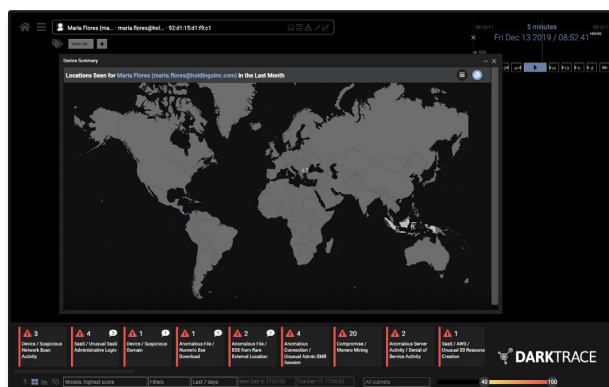 Maria Flores (ma... - maria.flores@hol... · 92:d1:15:d1:f9:c1
5 minutes
Fri Dec 13 2019 / 08:52:41
View All
Device Summary
Locations Seen for Maria Flores (maria.flores@holdingsinc.com) in the Last Month
3
Device / Suspicious Network Scan Activity
4
SaaS / Unusual SaaS Administrative Login
1
Device / Suspicious Domain
1
Anomalous File / Numeric Exe Download
2
Anomalous File / EXE from Rare External Location
4
Anomalous Connection / Unusual Admin SMB Session
20
Compromise / Monero Mining
2
Anomalous Server Activity / Denial of Service Activity
1
SaaS / AWS / Unusual S3 Resource Creation
DARKTRACE
Models, highest score
Filters
Last 7 days
All subnets
40
100